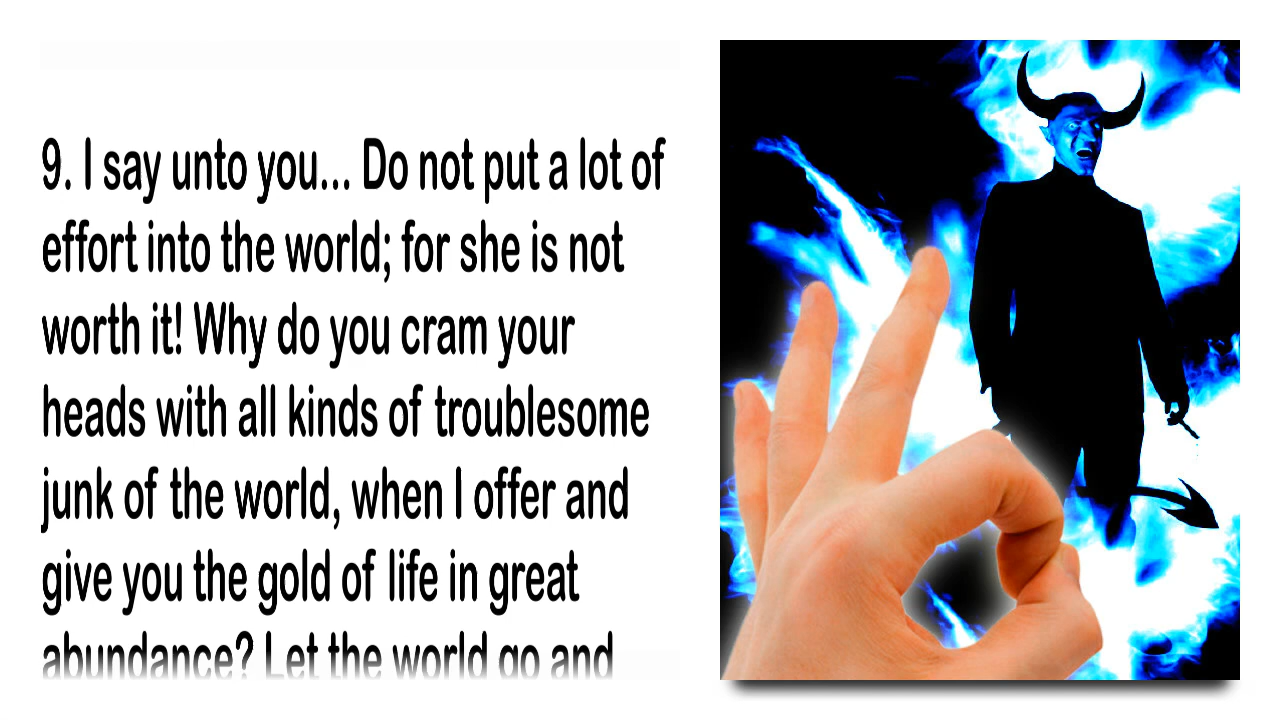 9. I say unto you... Do not put a lot of
effort into the world; for she is not
worth it! Why do you cram your
heads with all kinds of troublesome
junk of the world, when I offer and
give you the gold of life in great
abundance? Let the world go and